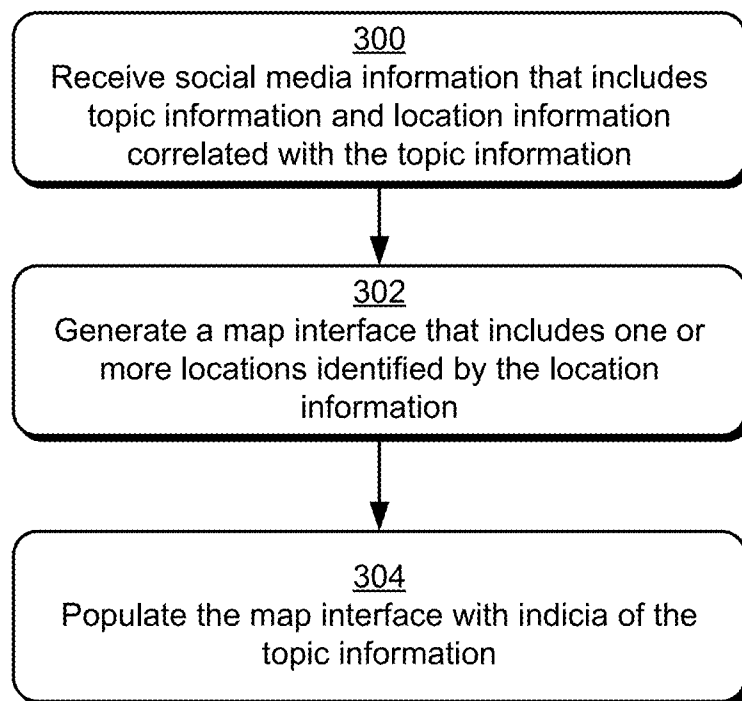 300
Receive social media information that includes
topic information and location information
correlated with the topic information
302
Generate a map interface that includes one or
more locations identified by the location
information
304
Populate the map interface with indicia of the
topic information